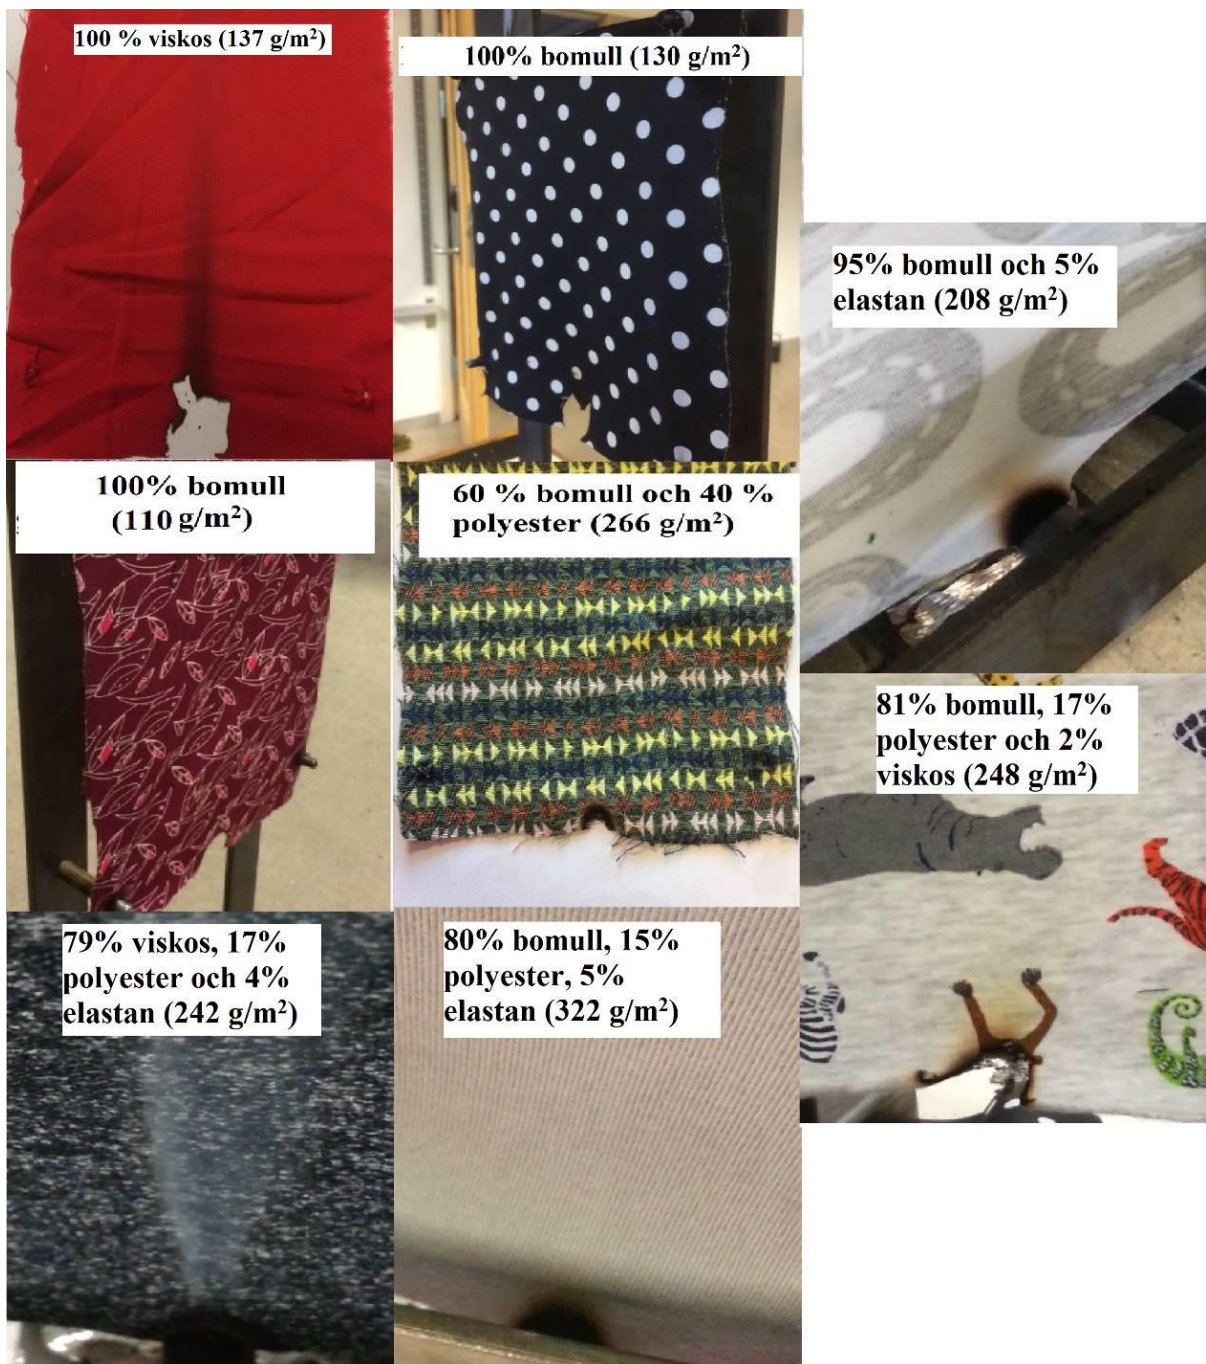 100 % viskos (137 g/m²)
100% bomull (130 g/m²)
95% bomull och 5%
elastan (208 g/m²)
100% bomull
(110 g/m²)
60 % bomull och 40 %
polyester (266 g/m²)
81% bomull, 17%
polyester och 2%
viskos (248 g/m²)
79% viskos, 17%
polyester och 4%
elastan (242 g/m²)
80% bomull, 15%
polyester, 5%
elastan (322 g/m²)